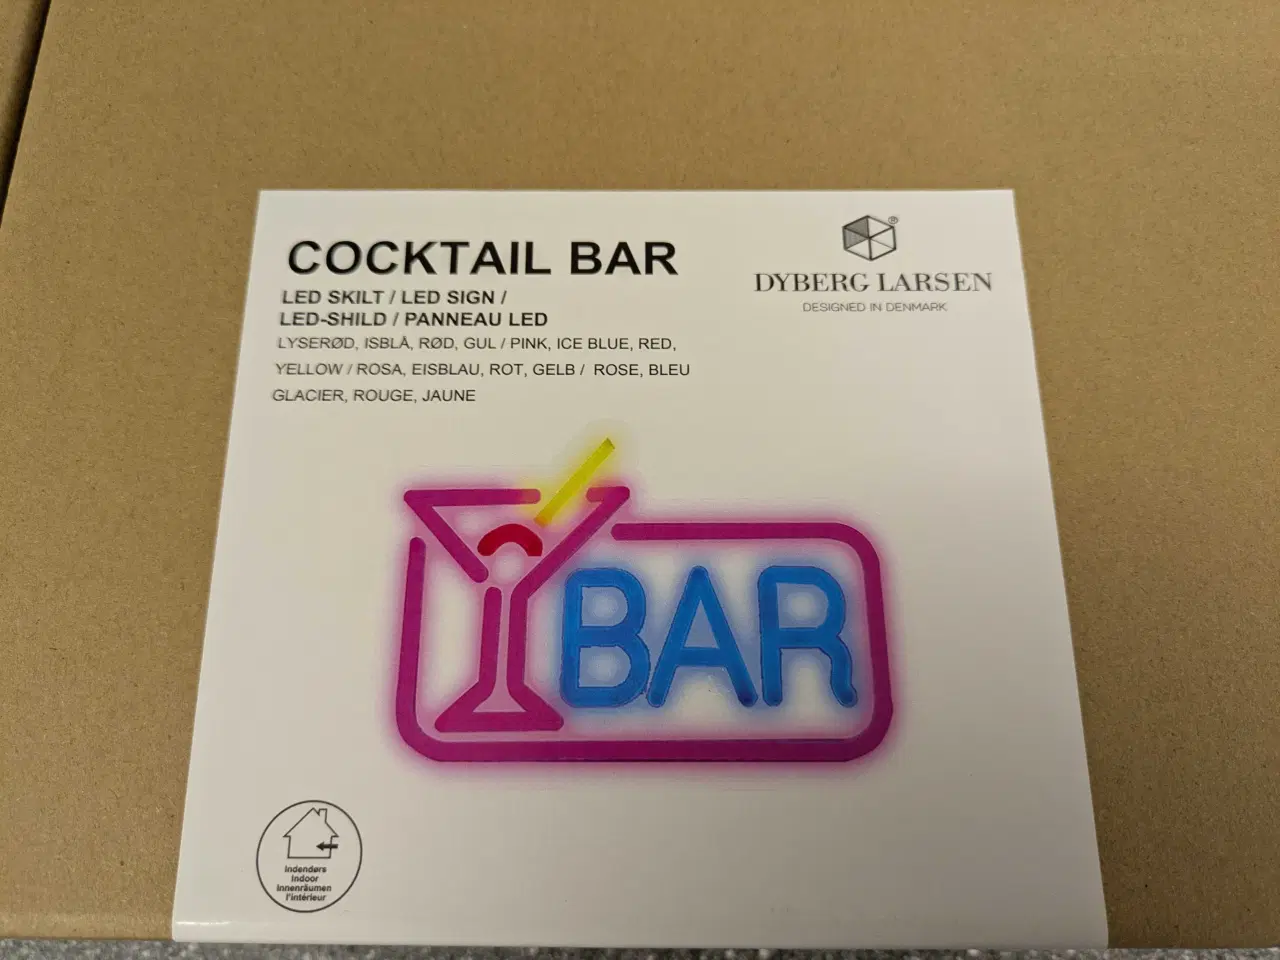 COCKTAIL BAR
LED SKILT / LED SIGN /
LED-SHILD / PANNEAU LED
LYSERØD, ISBLÅ, RØD, GUL / PINK, ICE BLUE, RED,
YELLOW / ROSA, EISBLAU, ROT, GELB / ROSE, BLEU
GLACIER, ROUGE, JAUNE
®
DYBERG LARSEN
DESIGNED IN DENMARK
BAR
Indendørs
Indoor
Innenräumen
l'intérieur